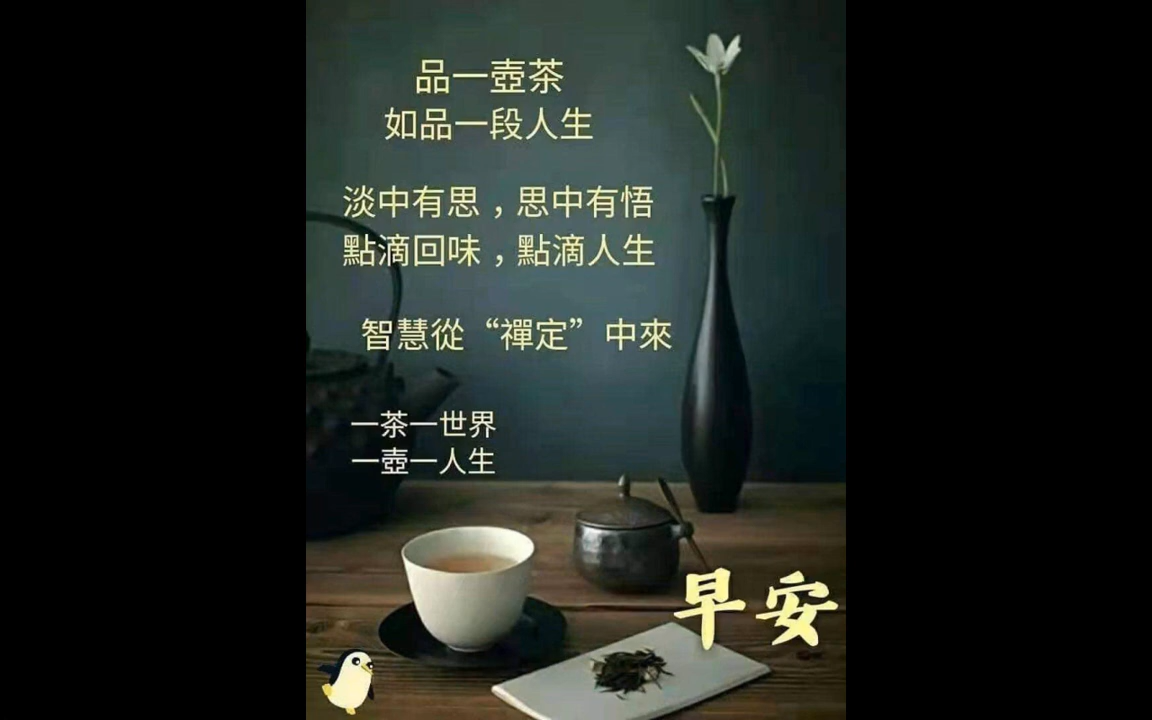 品一壺茶
如品一段人生
淡中有思，思中有悟
點滴回味，點滴人生
智慧從“禪定”中來
一茶一世界
一壺一人生
早安